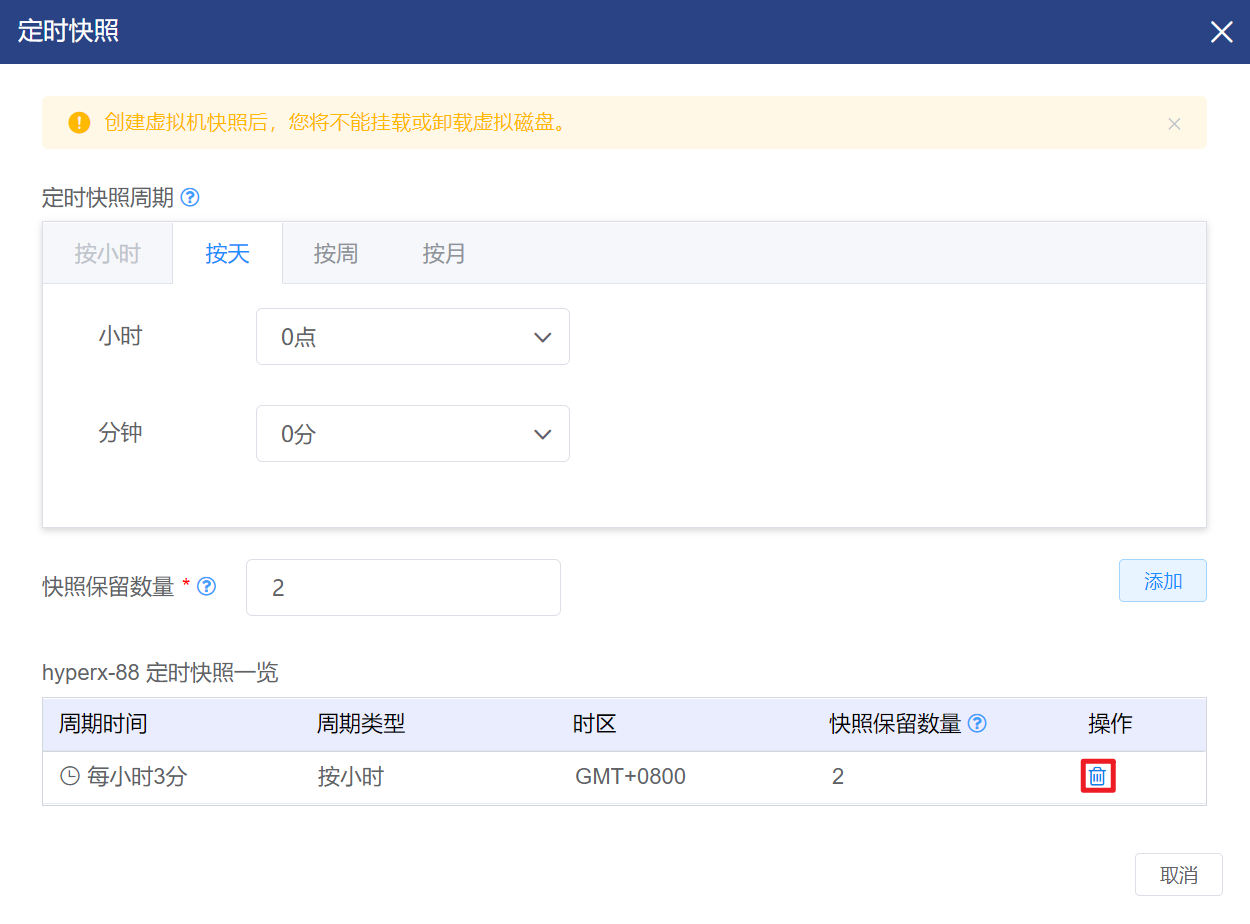 定时快照
创建虚拟机快照后，您将不能挂载或卸载虚拟磁盘。
定时快照周期
按小时 按天 按周 按月
小时 0点
分钟 0分
快照保留数量 * 2 添加
hyperx-88 定时快照一览
周期时间 周期类型 时区 快照保留数量 操作
每小时3分 按小时 GMT+0800 2
取消